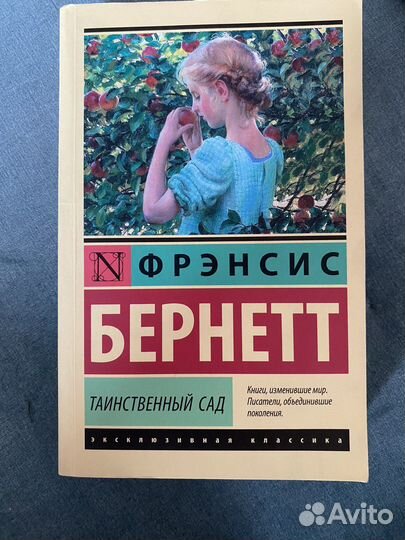 N ФРЭНСИС
БЕРНЕТТ
ТАИНСТВЕННЫЙ САД
Книги, изменившие мир.
Писатели, объединившие
поколения.
эксклюзивная классика
Avito